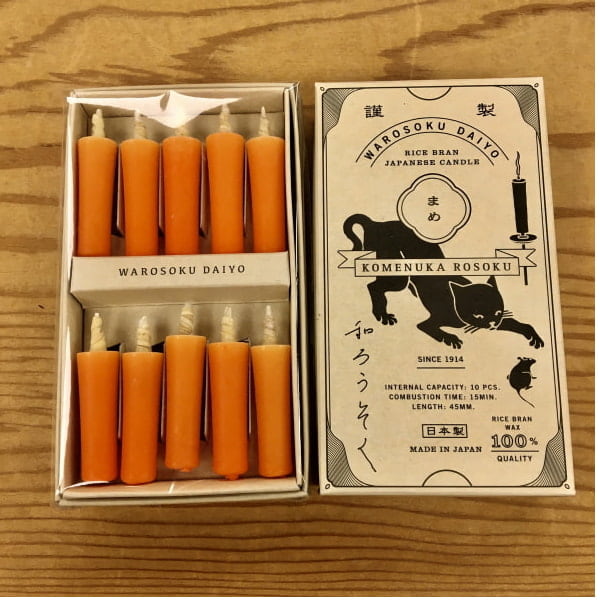 WAROSOKU DAIYO
謹製
WAROSOKU DAIYO
RICE BRAN
JAPANESE CANDLE
まめ
KOMENUKA ROSOKU
和ろうそく
SINCE 1914
INTERNAL CAPACITY: 10 PCS.
COMBUSTION TIME: 15MIN.
LENGTH: 45MM.
日本製
MADE IN JAPAN
RICE BRAN
WAX
100%
QUALITY